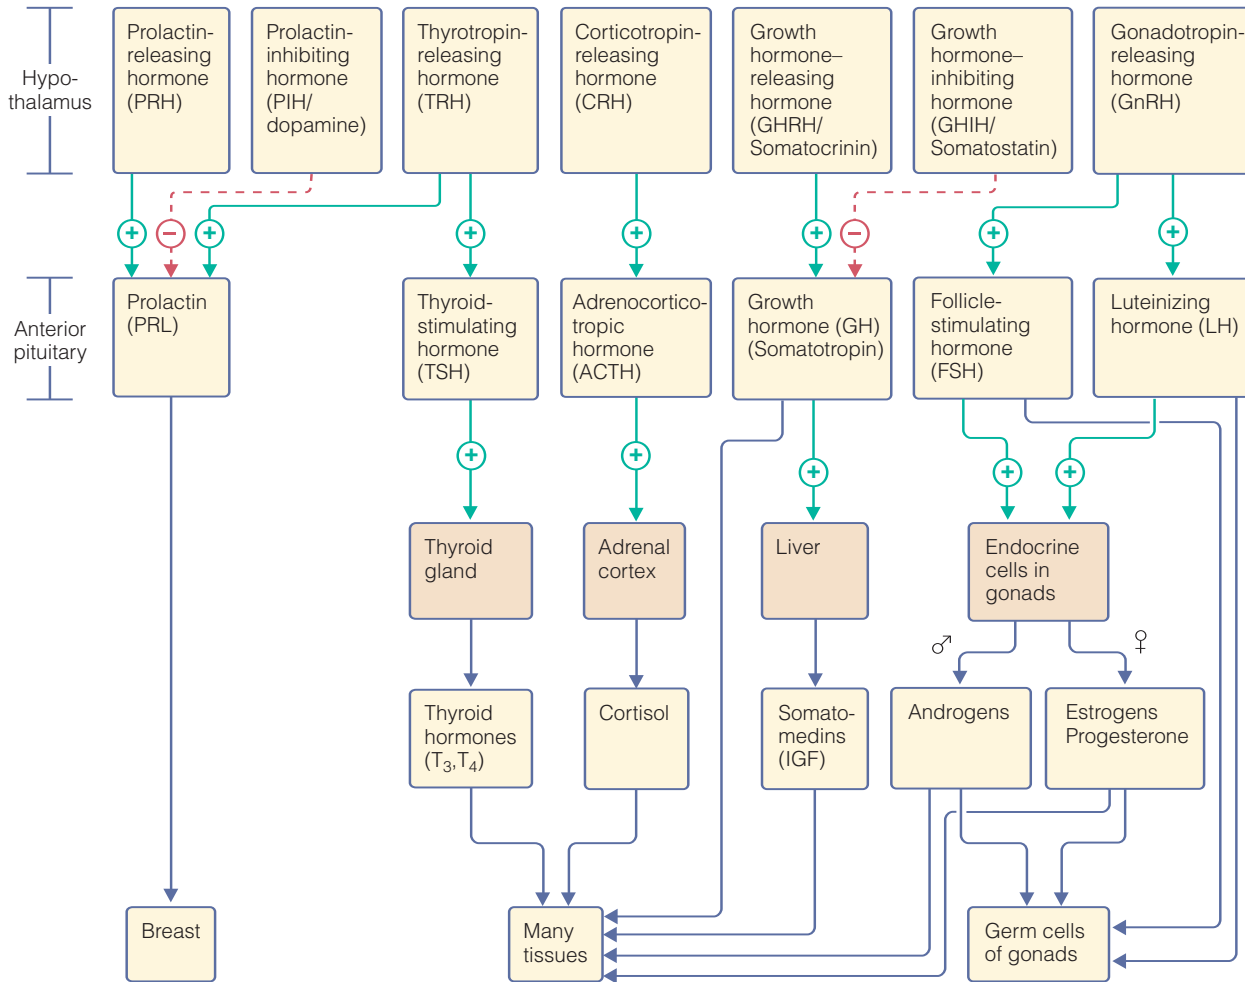 Hypo-
thalamus
Prolactin-
releasing
hormone
(PRH)
Prolactin-
inhibiting
hormone
(PIH/
dopamine)
Thyrotropin-
releasing
hormone
(TRH)
Corticotropin-
releasing
hormone
(CRH)
Growth
hormone–
releasing
hormone
(GHRH/
Somatocrinin)
Growth
hormone–
inhibiting
hormone
(GHIH/
Somatostatin)
Gonadotropin-
releasing
hormone
(GnRH)
+
−
+
+
+
+
−
+
+
Anterior
pituitary
Prolactin
(PRL)
Thyroid-
stimulating
hormone
(TSH)
Adrenocortico-
tropic
hormone
(ACTH)
Growth
hormone (GH)
(Somatotropin)
Follicle-
stimulating
hormone
(FSH)
Luteinizing
hormone (LH)
+
+
+
+
+
Thyroid
gland
Adrenal
cortex
Liver
Endocrine
cells in
gonads
♂
♀
Thyroid
hormones
(T₃,T₄)
Cortisol
Somato-
medins
(IGF)
Androgens
Estrogens
Progesterone
Breast
Many
tissues
Germ cells
of gonads